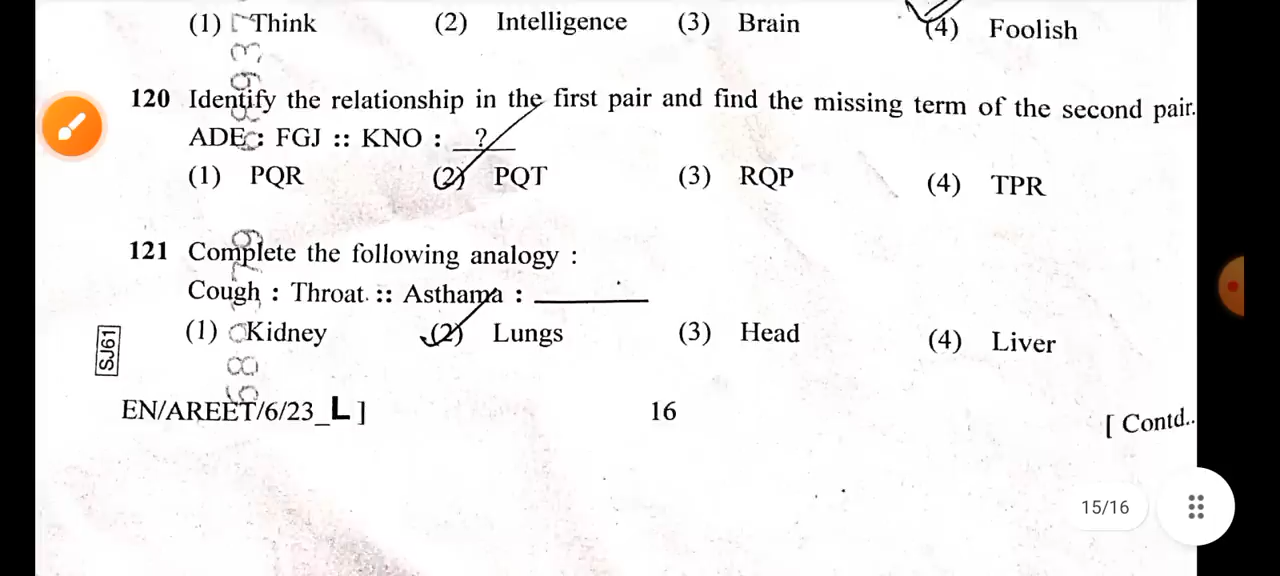 (1) Think (2) Intelligence (3) Brain (4) Foolish
120 Identify the relationship in the first pair and find the missing term of the second pair.
ADE : FGJ :: KNO : __?__
(1) PQR (2) PQT (3) RQP (4) TPR
121 Complete the following analogy :
Cough : Throat :: Asthama : ________
(1) Kidney (2) Lungs (3) Head (4) Liver
SJ61
EN/AREET/6/23_L ] 16 [ Contd..
15/16